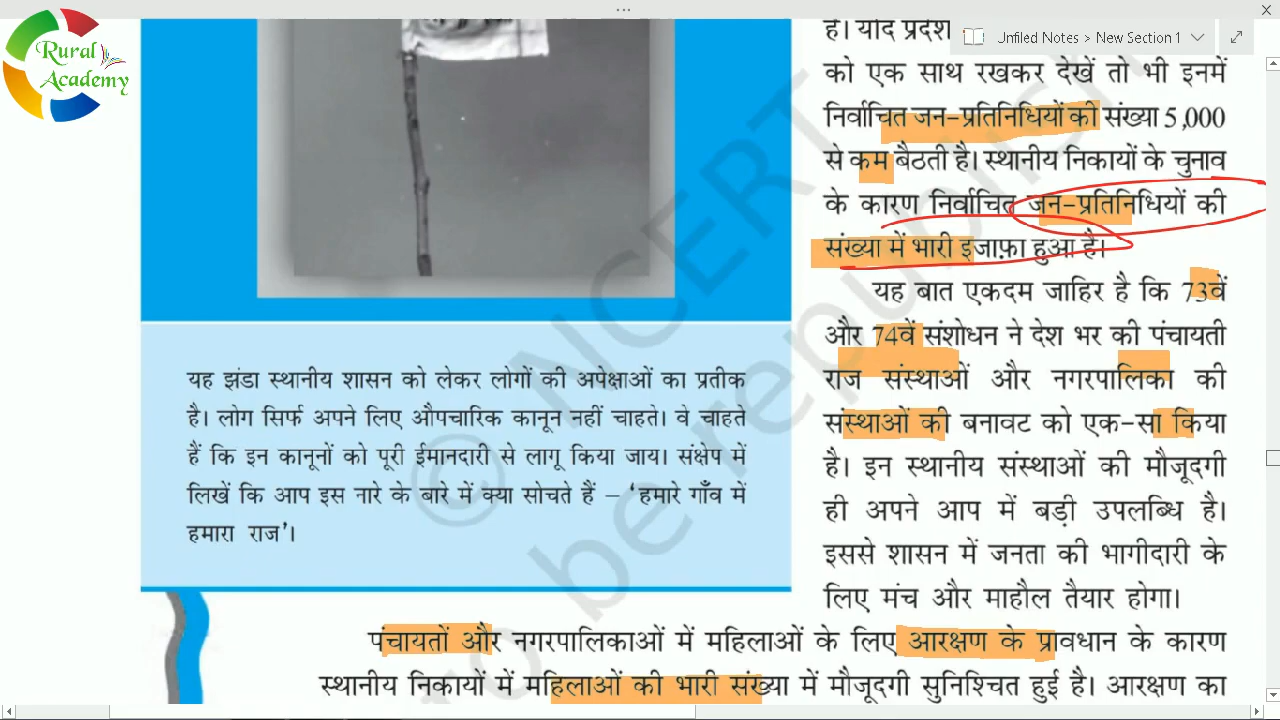 Rural
Academy
Unfiled Notes > New Section 1
है। यदि प्रदेश
को एक साथ रखकर देखें तो भी इनमें
निर्वाचित जन-प्रतिनिधियों की संख्या 5,000
से कम बैठती है। स्थानीय निकायों के चुनाव
के कारण निर्वाचित जन-प्रतिनिधियों की
संख्या में भारी इजाफ़ा हुआ है।
यह बात एकदम जाहिर है कि 73वें
और 74वें संशोधन ने देश भर की पंचायती
राज संस्थाओं और नगरपालिका की
संस्थाओं की बनावट को एक-सा किया
है। इन स्थानीय संस्थाओं की मौजूदगी
ही अपने आप में बड़ी उपलब्धि है।
इससे शासन में जनता की भागीदारी के
लिए मंच और माहौल तैयार होगा।
यह झंडा स्थानीय शासन को लेकर लोगों की अपेक्षाओं का प्रतीक
है। लोग सिर्फ अपने लिए औपचारिक कानून नहीं चाहते। वे चाहते
हैं कि इन कानूनों को पूरी ईमानदारी से लागू किया जाय। संक्षेप में
लिखें कि आप इस नारे के बारे में क्या सोचते हैं – 'हमारे गाँव में
हमारा राज'।
पंचायतों और नगरपालिकाओं में महिलाओं के लिए आरक्षण के प्रावधान के कारण
स्थानीय निकायों में महिलाओं की भारी संख्या में मौजूदगी सुनिश्चित हुई है। आरक्षण का
© NCERT
be republish